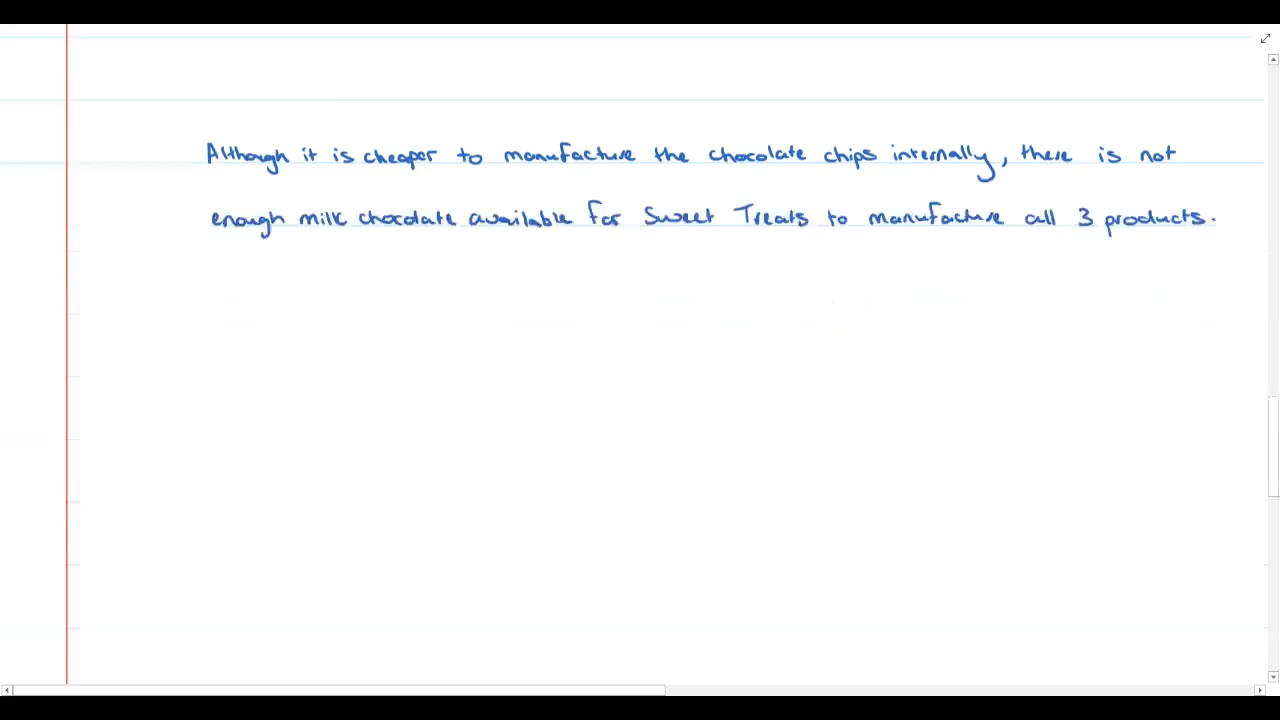 Although it is cheaper to manufacture the chocolate chips internally, there is not
enough milk chocolate available for Sweet Treats to manufacture all 3 products.